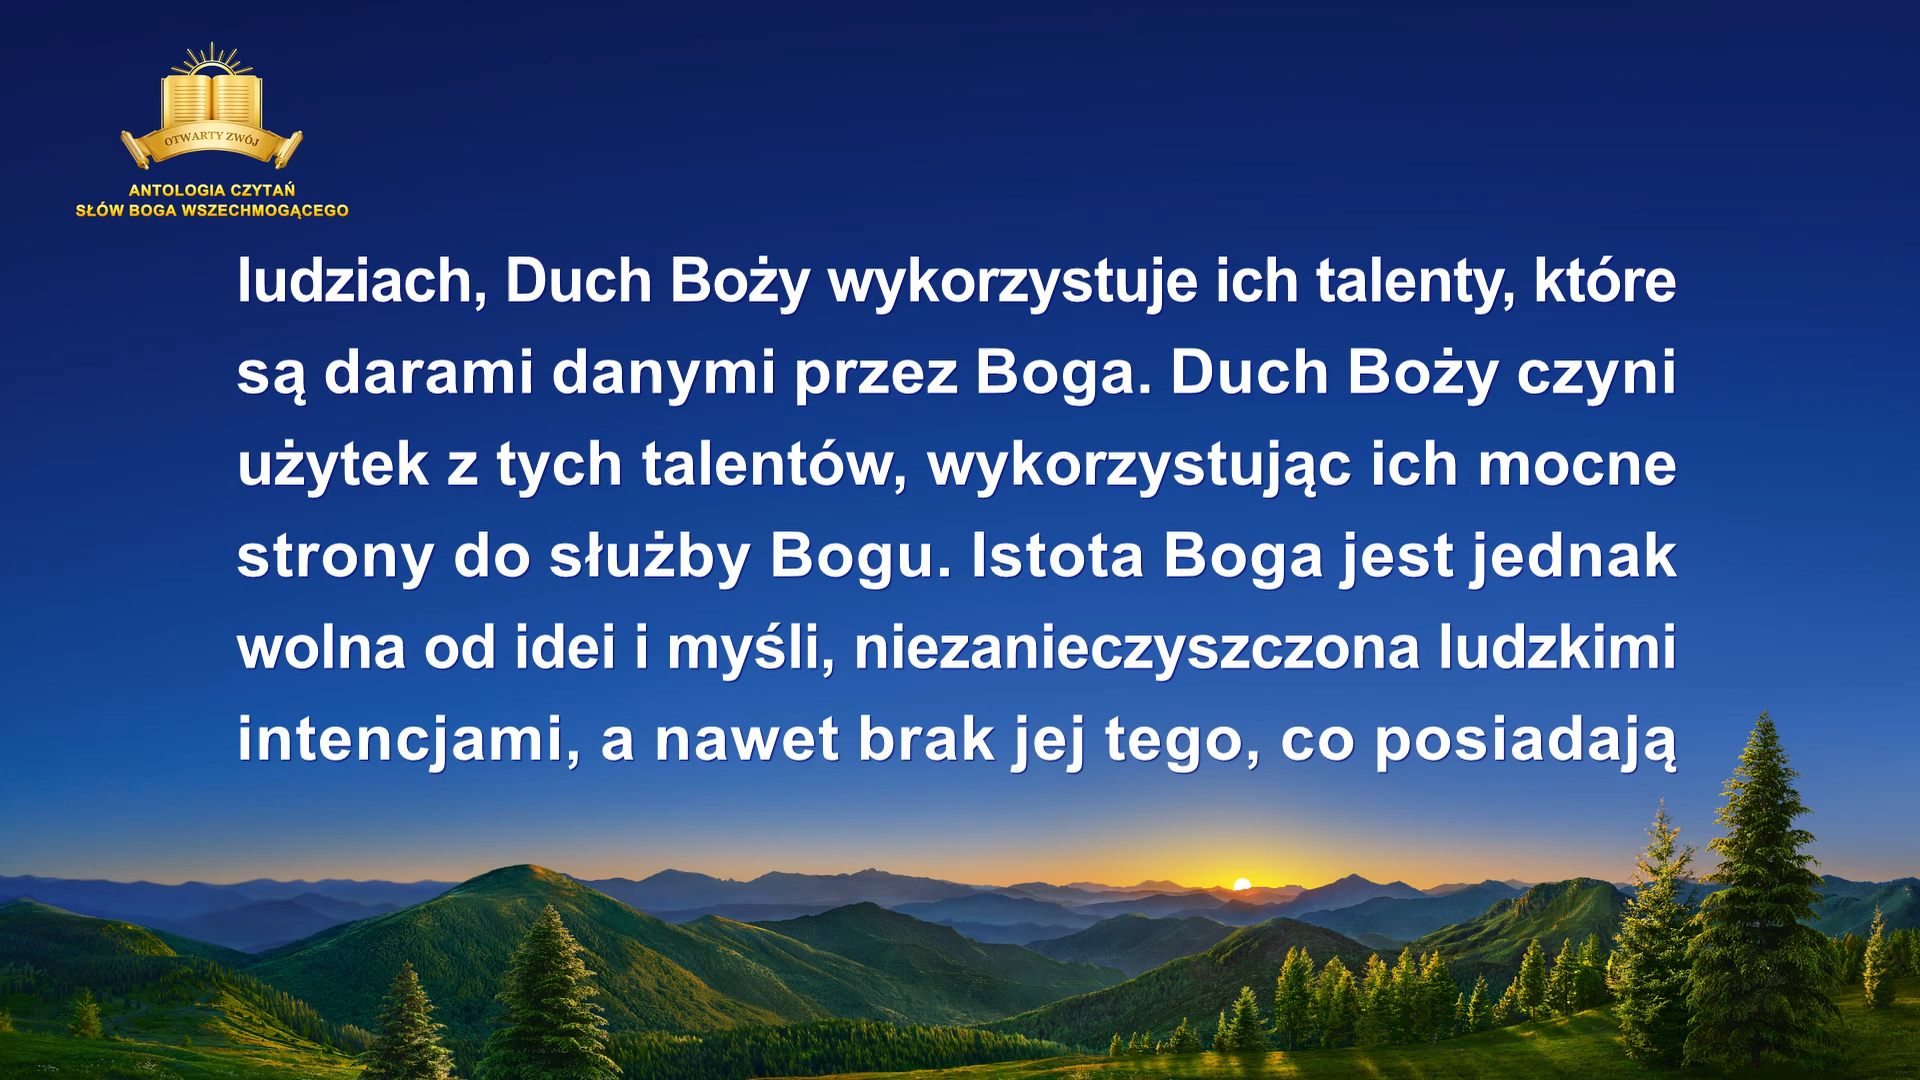 OTWARTY ZWÓJ
ANTOLOGIA CZYTAŃ
SŁÓW BOGA WSZECHMOGĄCEGO
ludziach, Duch Boży wykorzystuje ich talenty, które
są darami danymi przez Boga. Duch Boży czyni
użytek z tych talentów, wykorzystując ich mocne
strony do służby Bogu. Istota Boga jest jednak
wolna od idei i myśli, niezanieczyszczona ludzkimi
intencjami, a nawet brak jej tego, co posiadają